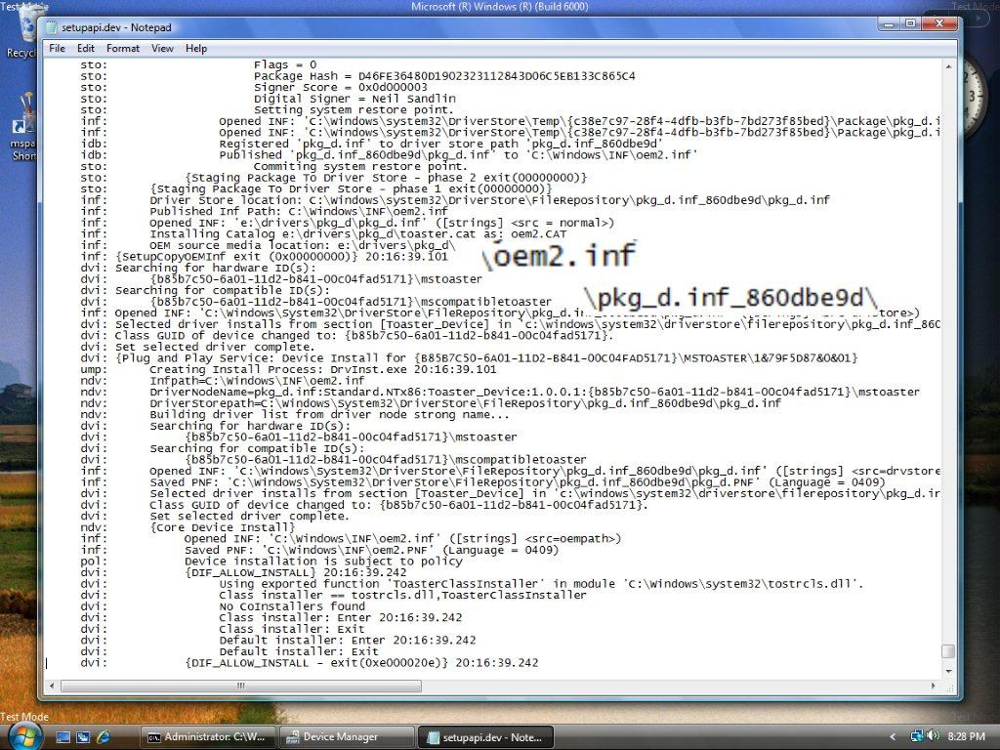 Test Mode
Microsoft (R) Windows (R) (Build 6000)
Test Mode
Recyc
mspa
Short
setupapi.dev - Notepad
File Edit Format View Help
sto: Flags = 0
sto: Package Hash = D46FE36480D1902323112843D06C5EB133C865C4
sto: Signer Score = 0x0d000003
sto: Digital Signer = Neil Sandlin
sto: Setting system restore point.
inf: Opened INF: 'C:\Windows\system32\DriverStore\Temp\{c38e7c97-28f4-4dfb-b3fb-7bd273f85bed}\Package\pkg_d.i
inf: Opened INF: 'C:\Windows\system32\DriverStore\Temp\{c38e7c97-28f4-4dfb-b3fb-7bd273f85bed}\Package\pkg_d.i
idb: Registered 'pkg_d.inf' to driver store path 'pkg_d.inf_860dbe9d'
idb: Published 'pkg_d.inf_860dbe9d\pkg_d.inf' to 'C:\Windows\INF\oem2.inf'
sto: Commiting system restore point.
sto: {Staging Package To Driver Store - phase 2 exit(00000000)}
sto: {Staging Package To Driver Store - phase 1 exit(00000000)}
inf: Driver Store location: C:\Windows\system32\DriverStore\FileRepository\pkg_d.inf_860dbe9d\pkg_d.inf
inf: Published Inf Path: C:\Windows\INF\oem2.inf
inf: Opened INF: 'e:\drivers\pkg_d\pkg_d.inf' ([strings] <src = normal>)
inf: Installing Catalog e:\drivers\pkg_d\toaster.cat as: oem2.CAT
inf: OEM source media location: e:\drivers\pkg_d\
inf: {SetupCopyOEMInf exit (0x00000000)} 20:16:39.101
\oem2.inf
dvi: Searching for hardware ID(s):
dvi: {b85b7c50-6a01-11d2-b841-00c04fad5171}\mstoaster
dvi: Searching for compatible ID(s):
dvi: {b85b7c50-6a01-11d2-b841-00c04fad5171}\mscompatibletoaster
\pkg_d.inf_860dbe9d\
inf: Opened INF: 'C:\Windows\System32\DriverStore\FileRepository\pkg_d.in
tore>)
dvi: Selected driver installs from section [Toaster_Device] in 'c:\windows\system32\driverstore\filerepository\pkg_d.inf_860
dvi: Class GUID of device changed to: {b85b7c50-6a01-11d2-b841-00c04fad5171}.
dvi: Set selected driver complete.
dvi: {Plug and Play Service: Device Install for {B85B7C50-6A01-11D2-B841-00C04FAD5171}\MSTOASTER\1&79F5D87&0&01}
ump: Creating Install Process: DrvInst.exe 20:16:39.101
ndv: Infpath=C:\Windows\INF\oem2.inf
ndv: DriverNodeName=pkg_d.inf:Standard.NTx86:Toaster_Device:1.0.0.1:{b85b7c50-6a01-11d2-b841-00c04fad5171}\mstoaster
ndv: DriverStorepath=C:\Windows\System32\DriverStore\FileRepository\pkg_d.inf_860dbe9d\pkg_d.inf
ndv: Building driver list from driver node strong name...
dvi: Searching for hardware ID(s):
dvi: {b85b7c50-6a01-11d2-b841-00c04fad5171}\mstoaster
dvi: Searching for compatible ID(s):
dvi: {b85b7c50-6a01-11d2-b841-00c04fad5171}\mscompatibletoaster
inf: Opened INF: 'C:\Windows\System32\DriverStore\FileRepository\pkg_d.inf_860dbe9d\pkg_d.inf' ([strings] <src=drvstore
inf: Saved PNF: 'C:\Windows\System32\DriverStore\FileRepository\pkg_d.inf_860dbe9d\pkg_d.PNF' (Language = 0409)
dvi: Selected driver installs from section [Toaster_Device] in 'c:\windows\system32\driverstore\filerepository\pkg_d.in
dvi: Class GUID of device changed to: {b85b7c50-6a01-11d2-b841-00c04fad5171}.
dvi: Set selected driver complete.
ndv: {Core Device Install}
inf: Opened INF: 'C:\Windows\INF\oem2.inf' ([strings] <src=oempath>)
inf: Saved PNF: 'C:\Windows\INF\oem2.PNF' (Language = 0409)
pol: Device installation is subject to policy
dvi: {DIF_ALLOW_INSTALL} 20:16:39.242
dvi: Using exported function 'ToasterClassInstaller' in module 'C:\Windows\system32\tostrcls.dll'.
dvi: Class installer == tostrcls.dll,ToasterClassInstaller
dvi: No CoInstallers found
dvi: Class installer: Enter 20:16:39.242
dvi: Class installer: Exit
dvi: Default installer: Enter 20:16:39.242
dvi: Default installer: Exit
dvi: {DIF_ALLOW_INSTALL - exit(0xe000020e)} 20:16:39.242
Test Mode
Administrator: C:\W...
Device Manager
setupapi.dev - Note...
8:28 PM